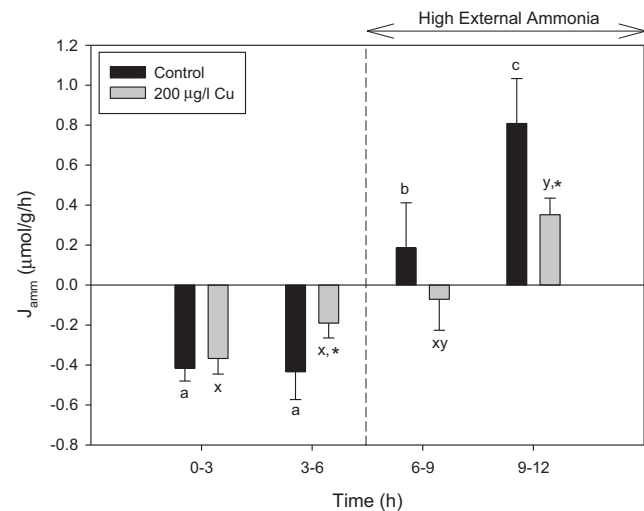 High External Ammonia
1.2
1.0
0.8
0.6
0.4
0.2
0.0
-0.2
-0.4
-0.6
-0.8
J_amm (μmol/g/h)
Control
200 μg/l Cu
a
x
a
x,*
b
xy
c
y,*
0-3
3-6
6-9
9-12
Time (h)